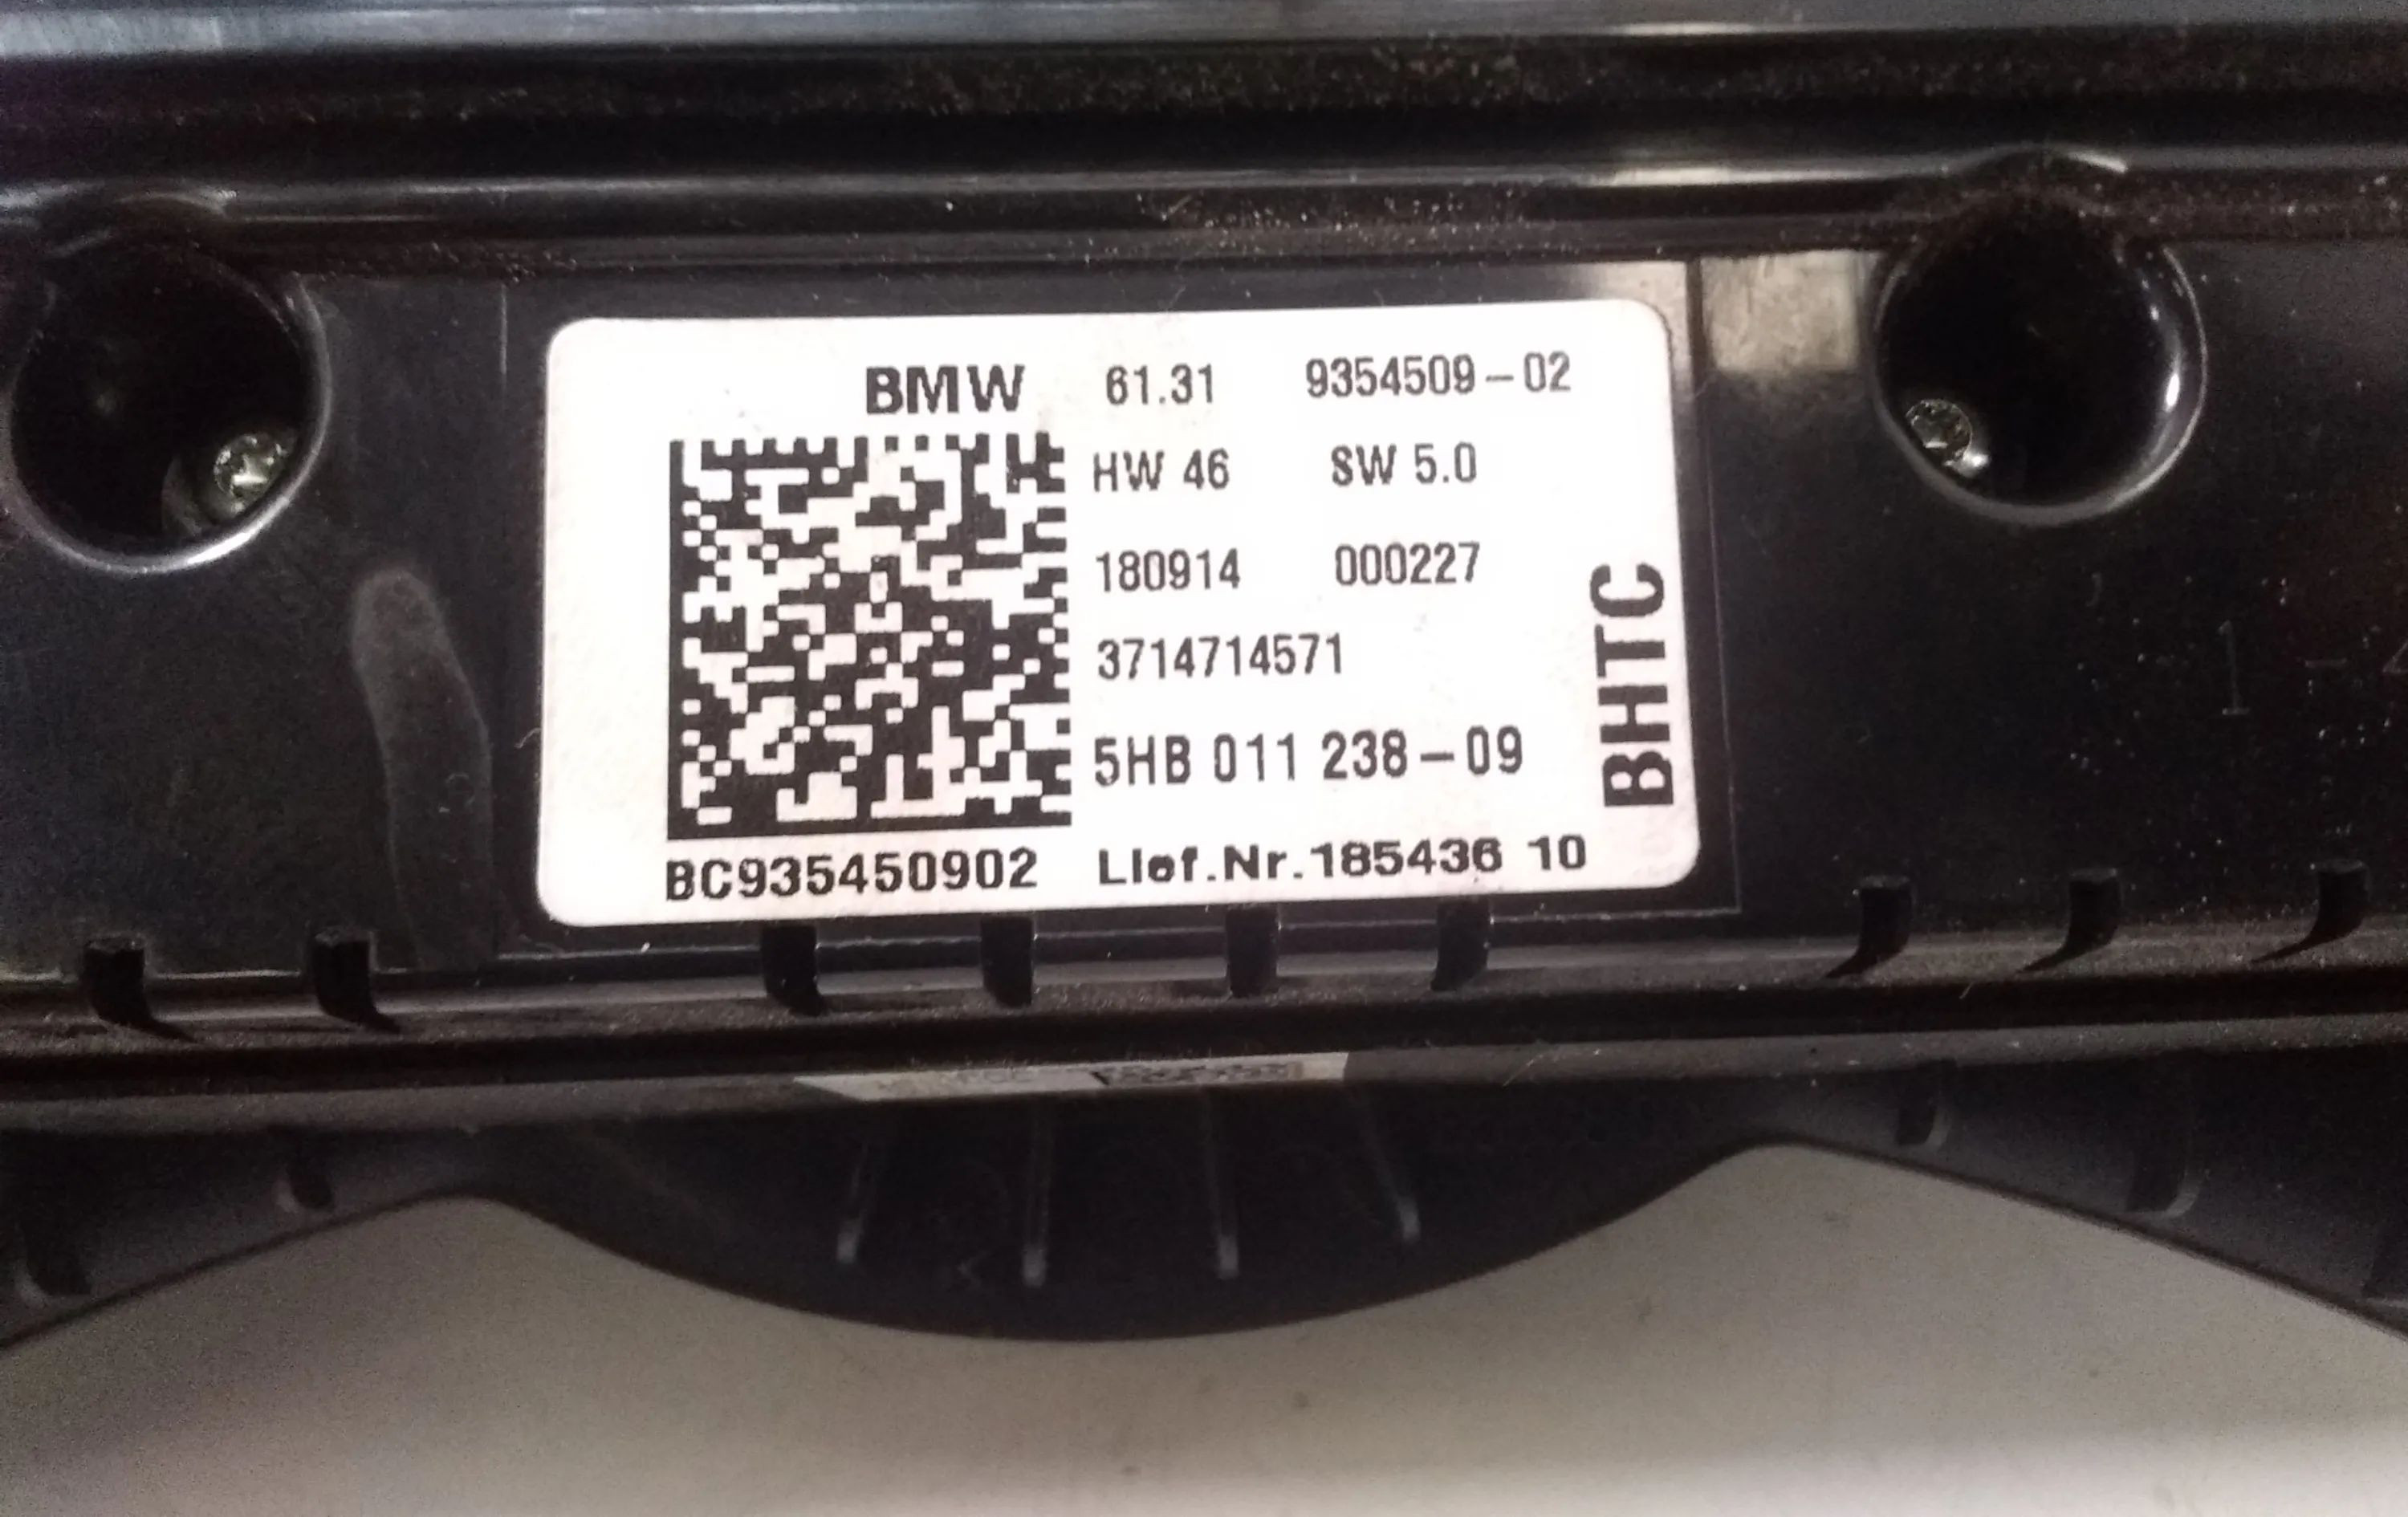 BMW 61.31 9354509-02
HW 46 SW 5.0
180914 000227
3714714571
5HB 011 238-09
BHTC
BC935450902 Lief.Nr.185436 10